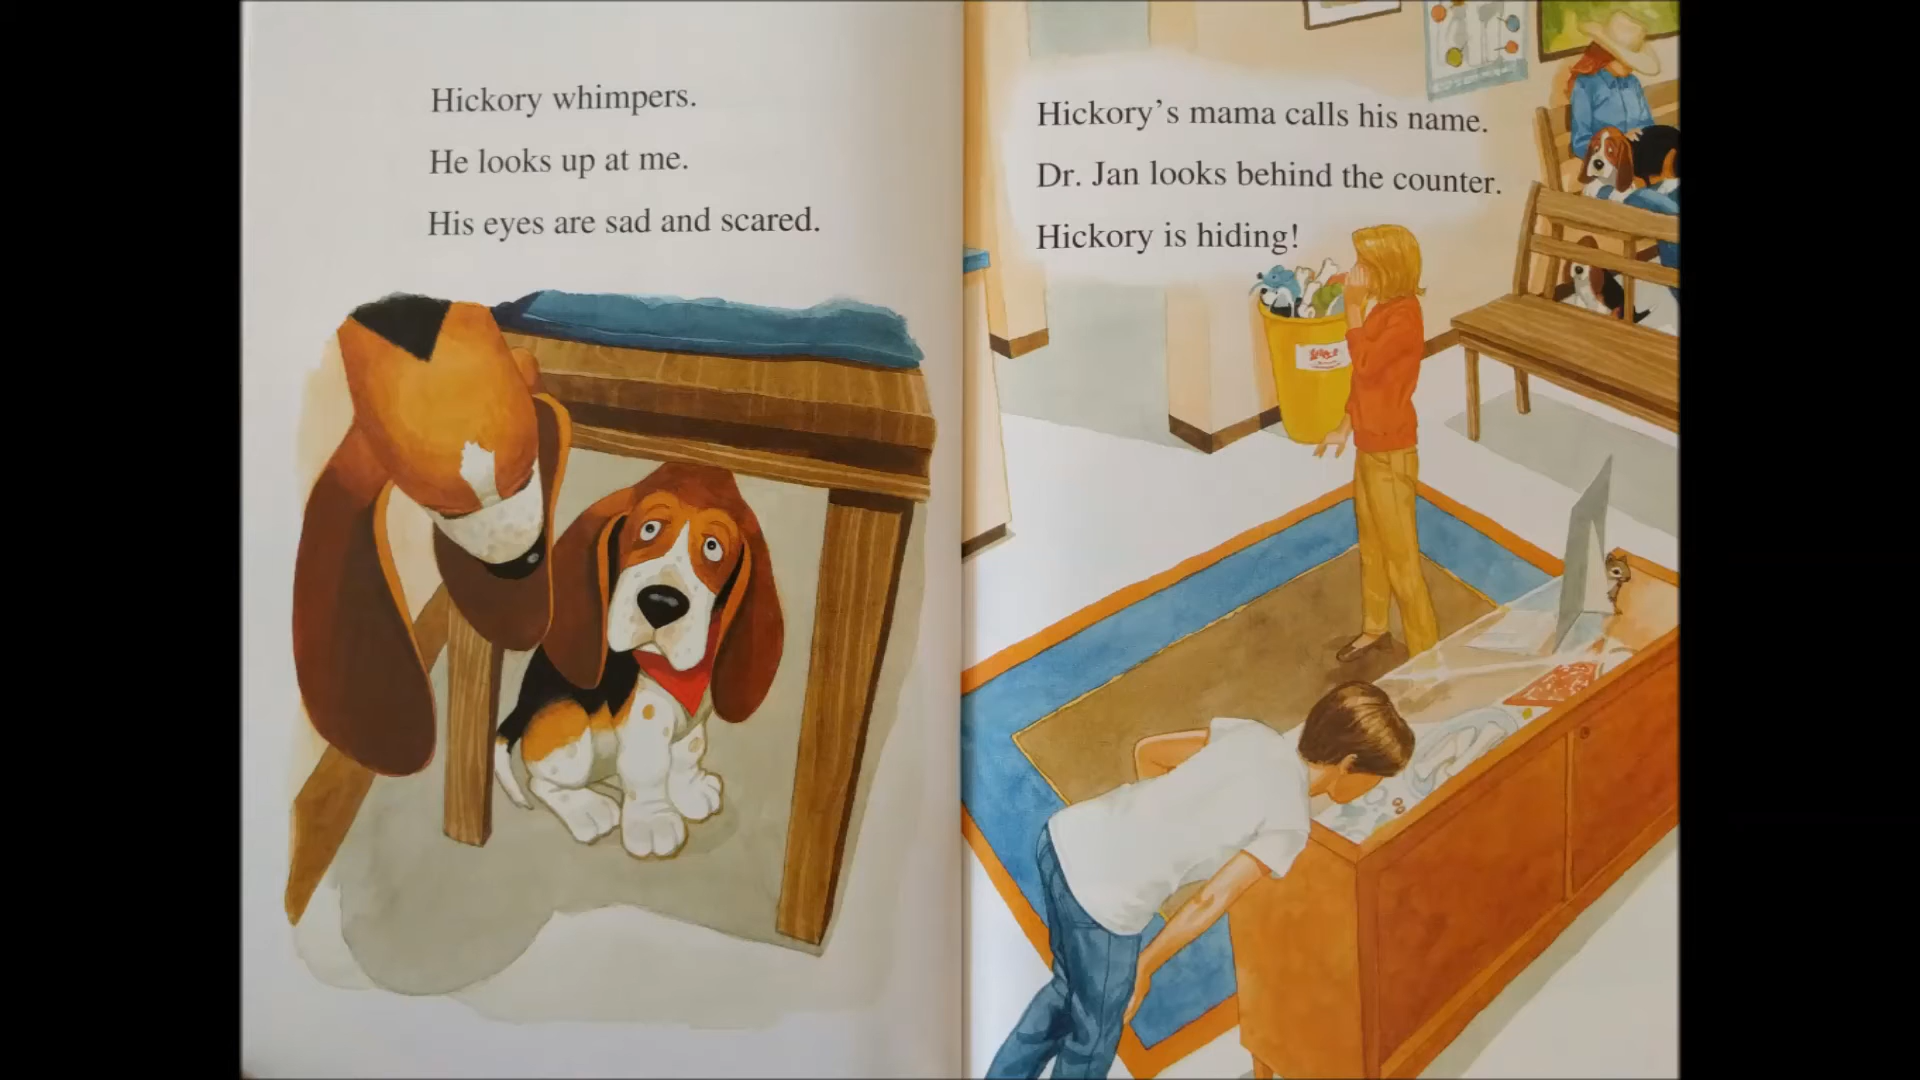 Hickory whimpers.
He looks up at me.
His eyes are sad and scared.
Hickory's mama calls his name.
Dr. Jan looks behind the counter.
Hickory is hiding!